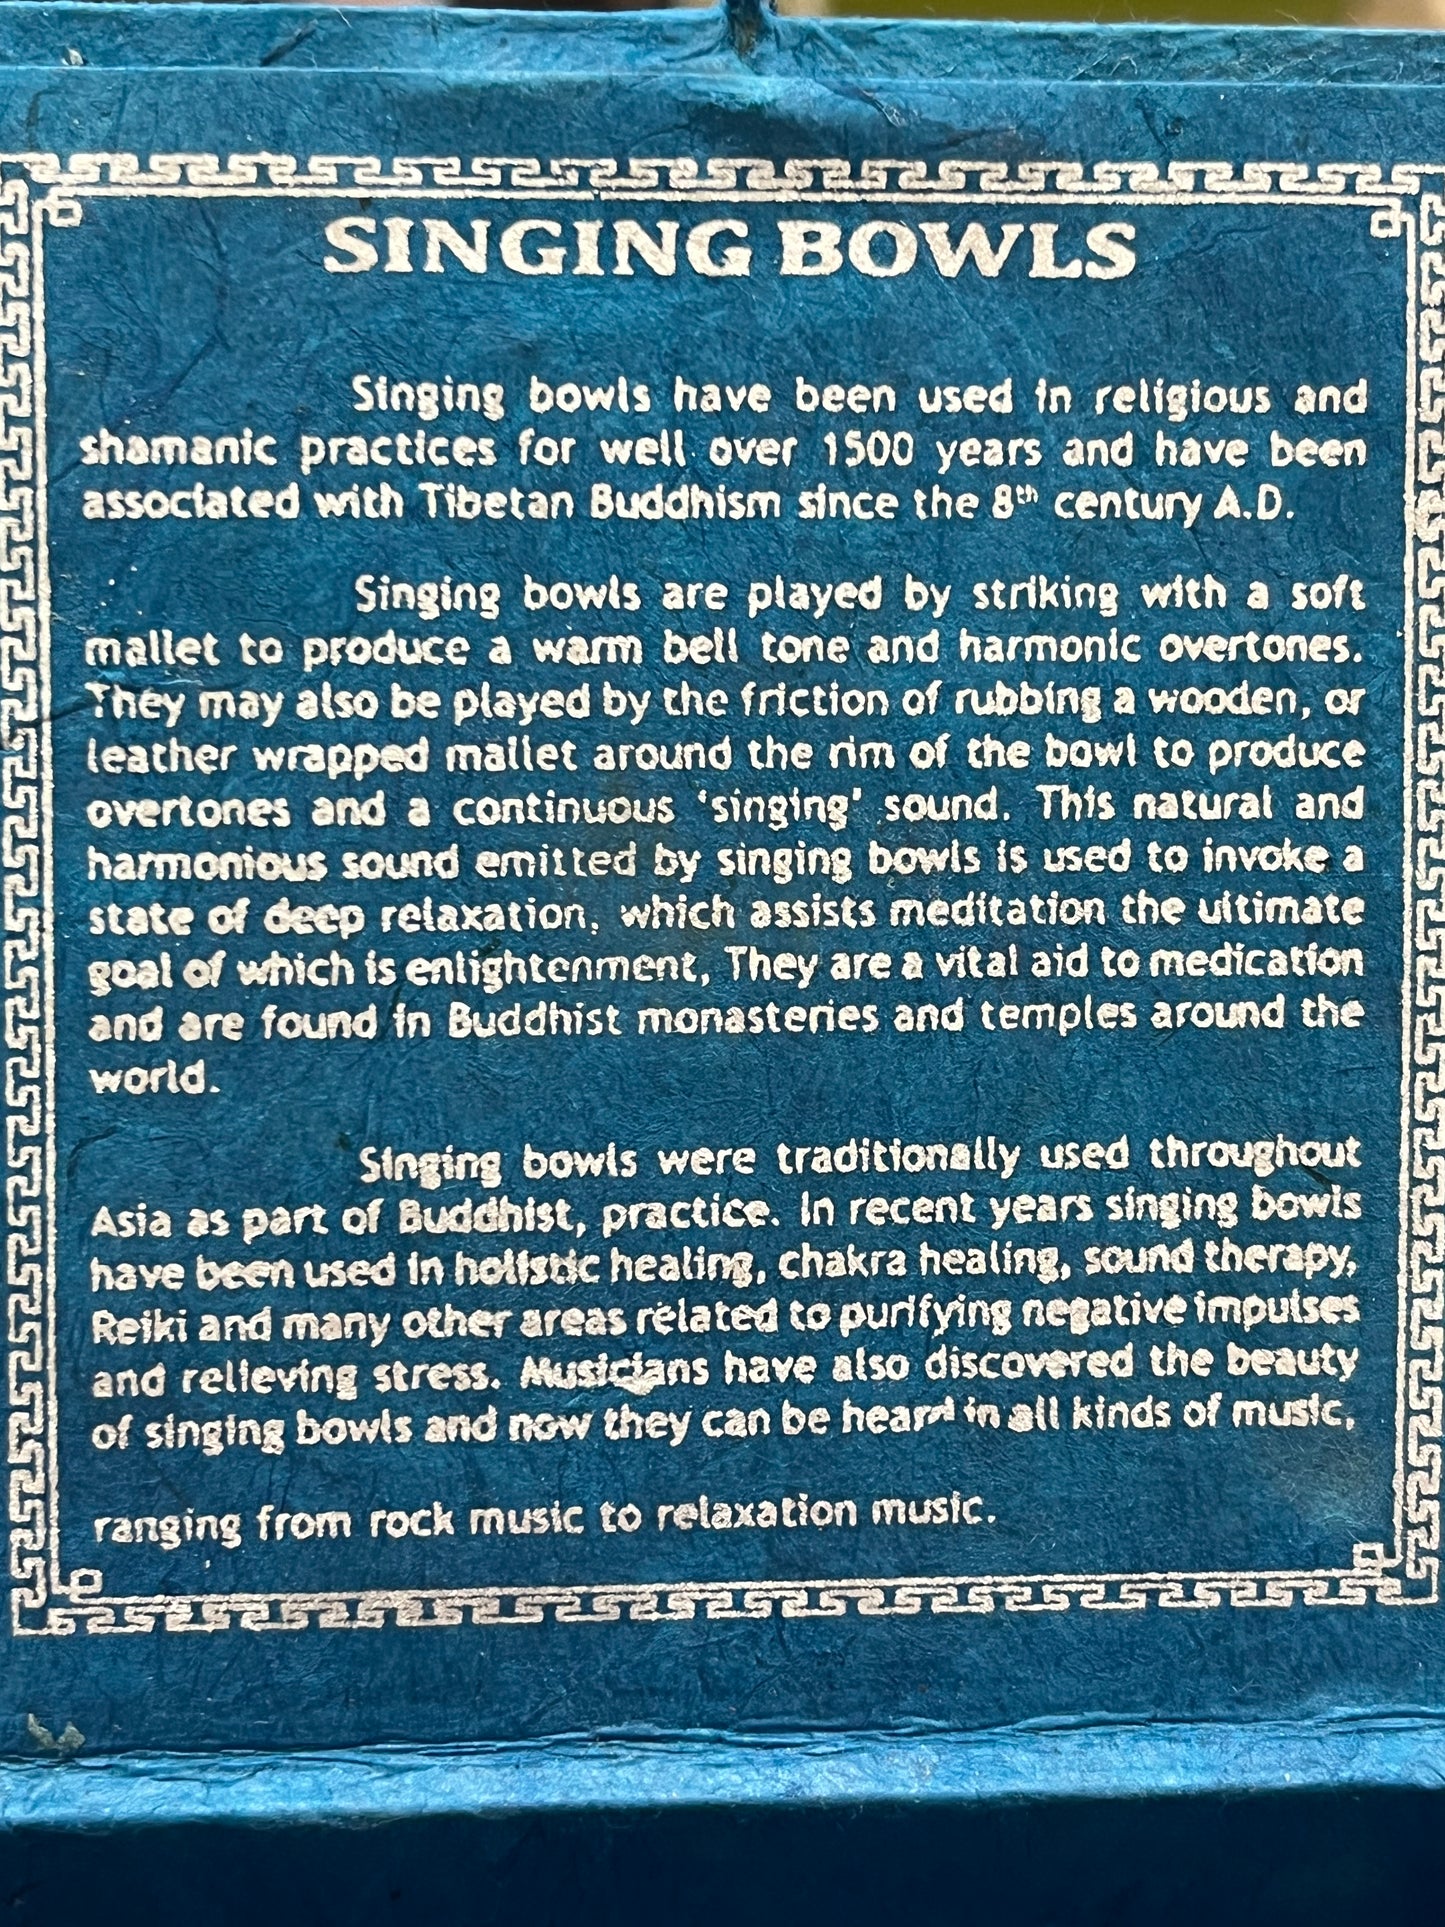 SINGING BOWLS
Singing bowls have been used in religious and
shamanic practices for well over 1500 years and have been
associated with Tibetan Buddhism since the 8th century A.D.
Singing bowls are played by striking with a soft
mallet to produce a warm bell tone and harmonic overtones.
They may also be played by the friction of rubbing a wooden, or
leather wrapped mallet around the rim of the bowl to produce
overtones and a continuous 'singing' sound. This natural and
harmonious sound emitted by singing bowls is used to invoke a
state of deep relaxation, which assists meditation the ultimate
goal of which is enlightenment, They are a vital aid to medication
and are found in Buddhist monasteries and temples around the
world.
Singing bowls were traditionally used throughout
Asia as part of Buddhist, practice. In recent years singing bowls
have been used in holistic healing, chakra healing, sound therapy,
Reiki and many other areas related to purifying negative impulses
and relieving stress. Musicians have also discovered the beauty
of singing bowls and now they can be heard in all kinds of music,
ranging from rock music to relaxation music.